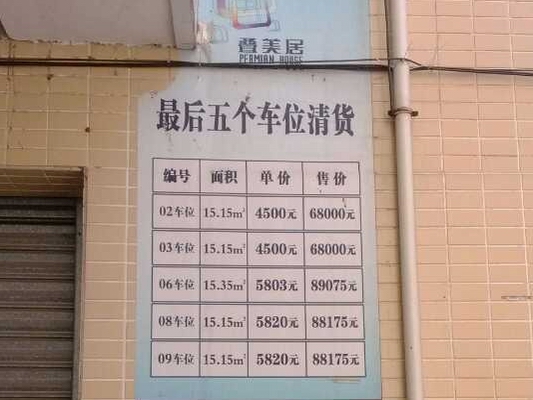 叠美居
PERMIAN HOUSE
最后五个车位清货
编号 面积 单价 售价
02车位 15.15m² 4500元 68000元
03车位 15.15m² 4500元 68000元
06车位 15.35m² 5803元 89075元
08车位 15.15m² 5820元 88175元
09车位 15.15m² 5820元 88175元